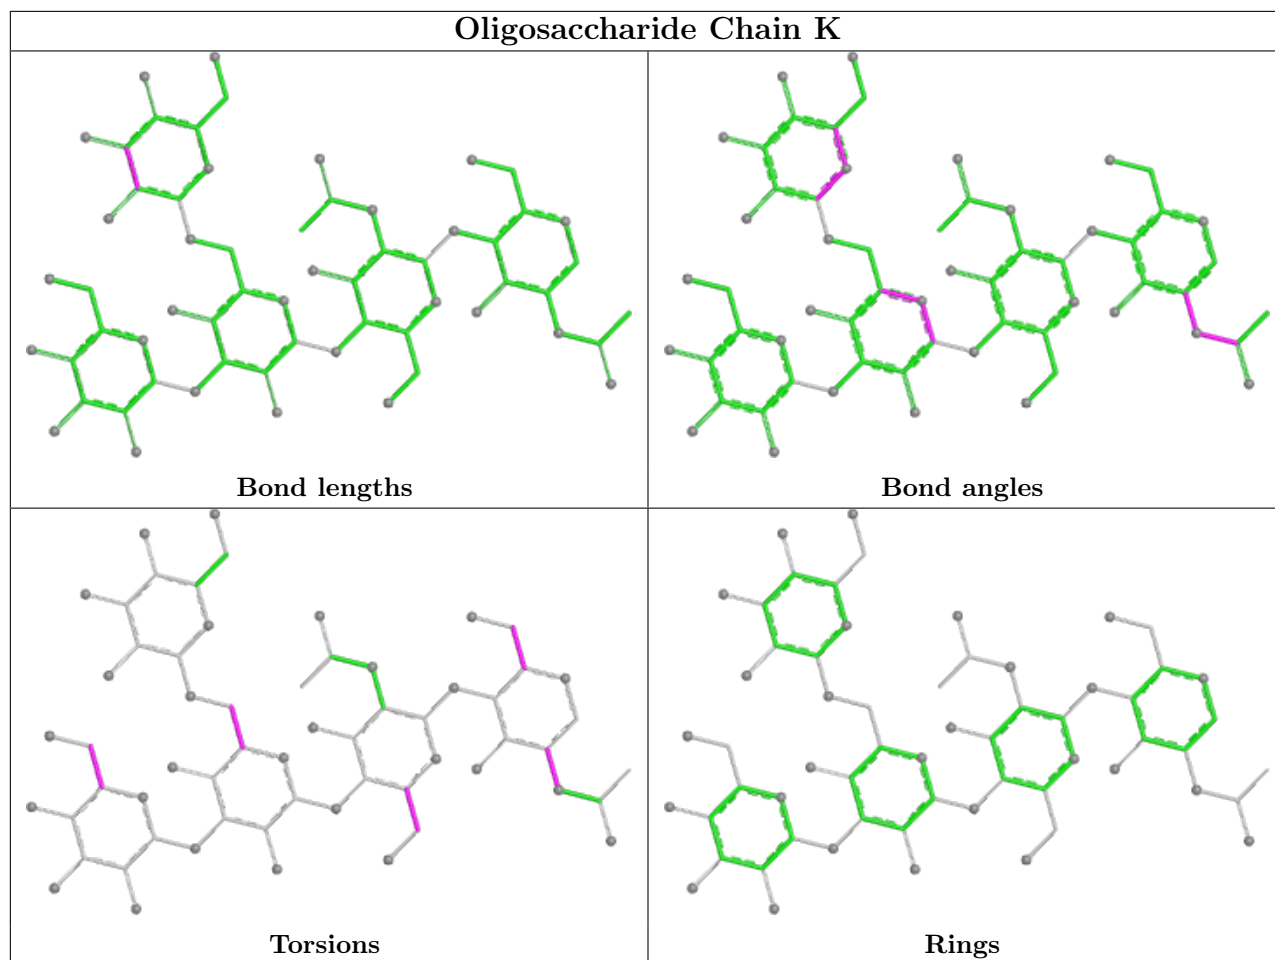 Oligosaccharide Chain K
Bond lengths
Bond angles
Torsions
Rings